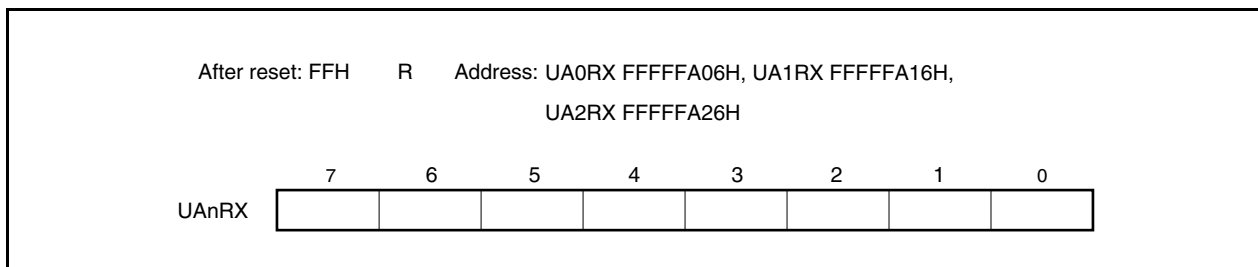 After reset: FFH R Address: UA0RX FFFFFA06H, UA1RX FFFFFA16H,
UA2RX FFFFFA26H
7 6 5 4 3 2 1 0
UAnRX